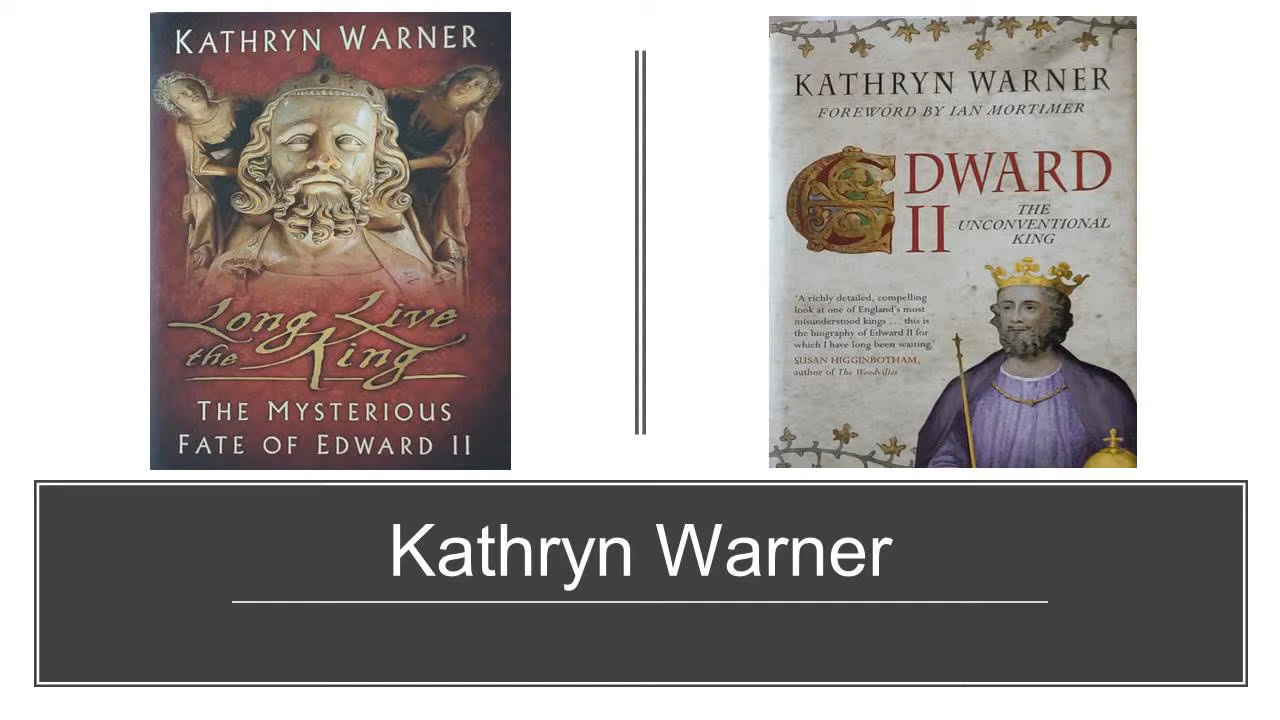 KATHRYN WARNER
Long Live
the King
THE MYSTERIOUS
FATE OF EDWARD II
KATHRYN WARNER
FOREWORD BY IAN MORTIMER
EDWARD
II
THE
UNCONVENTIONAL
KING
'A richly detailed, compelling
look at one of England's most
misunderstood kings ... this is
the biography of Edward II for
which I have long been waiting.'
SUSAN HIGGINBOTHAM,
author of The Woodvilles
Kathryn Warner